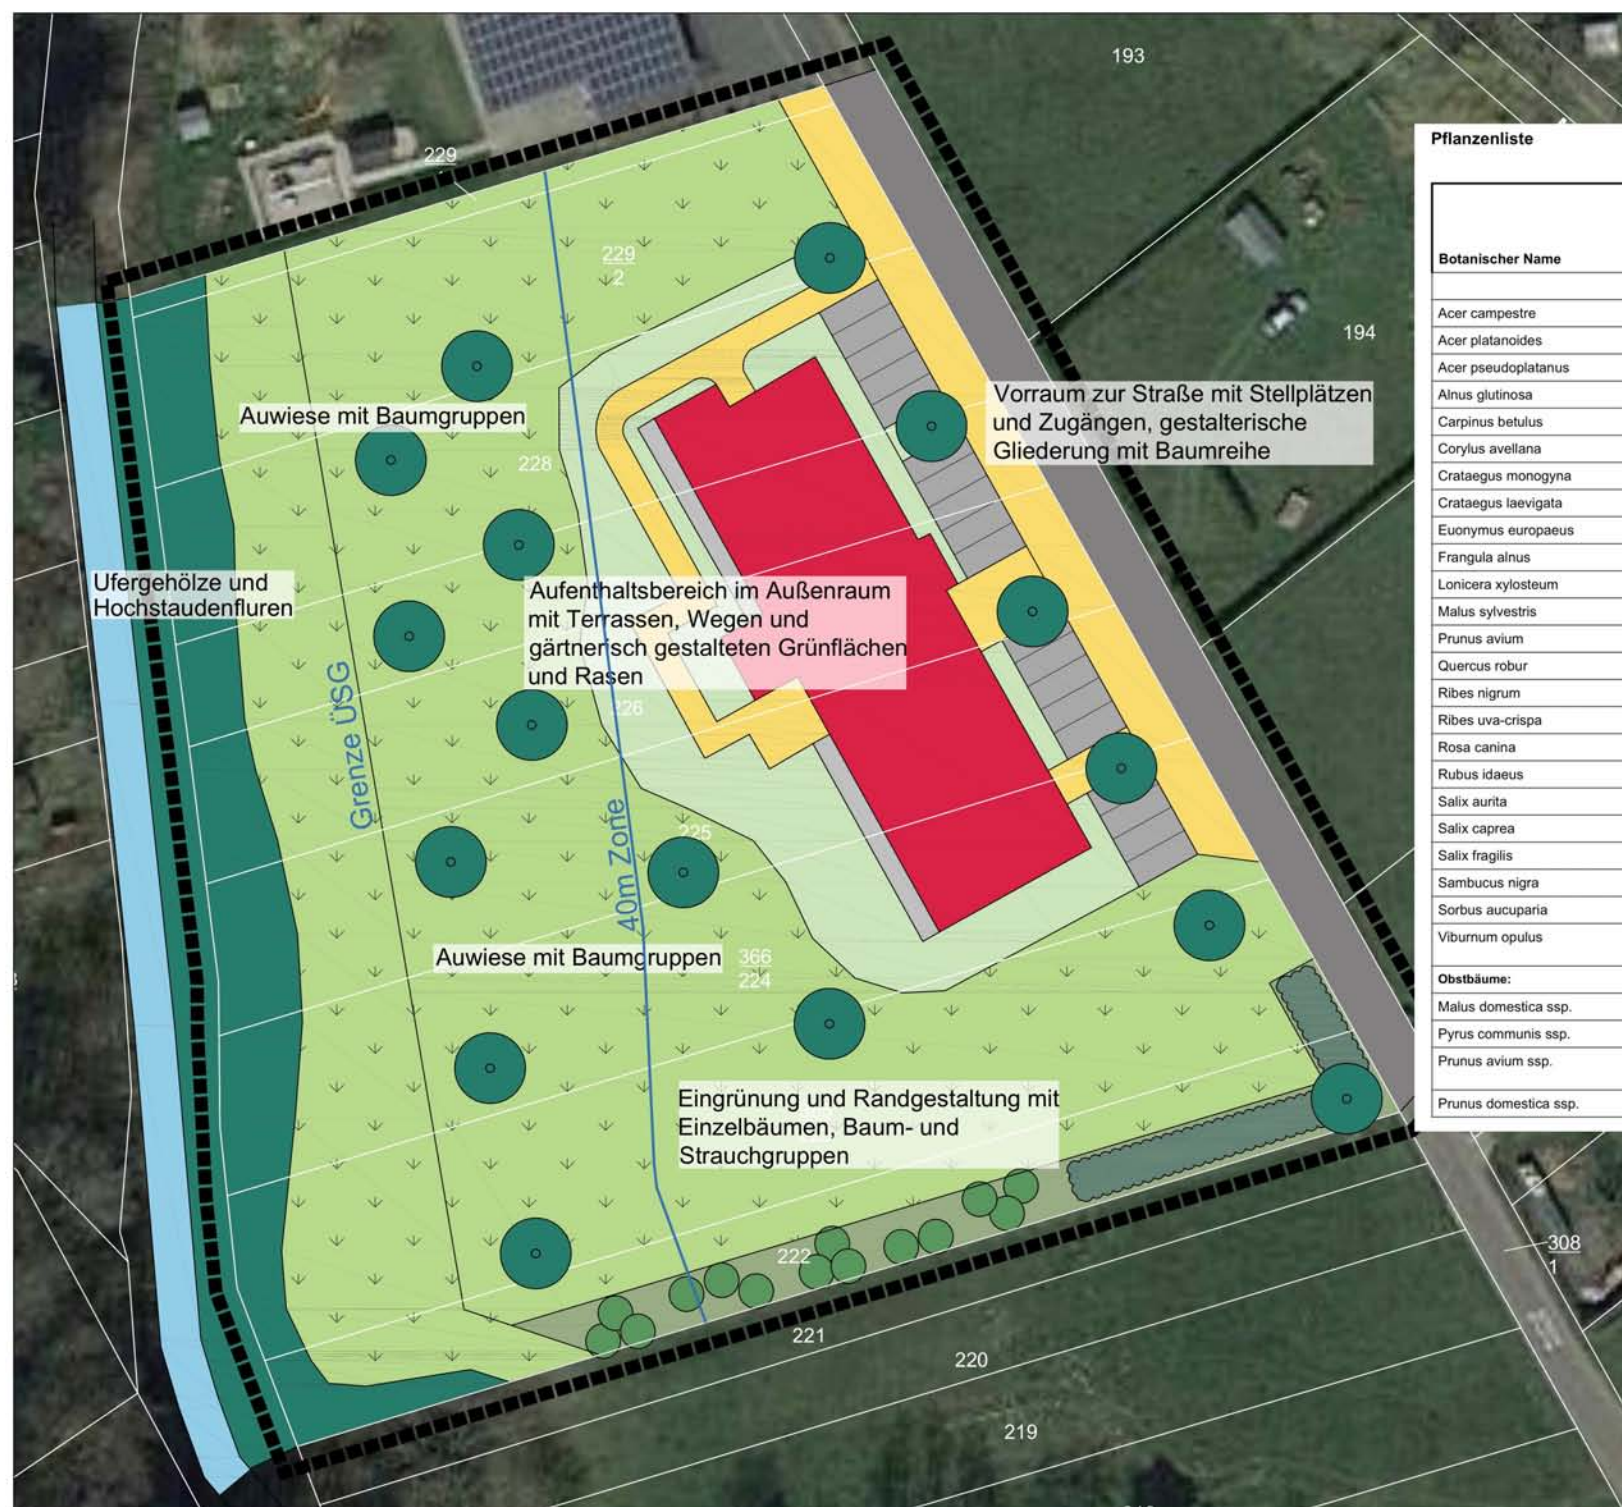 193
229
229
2
194
Auwiese mit Baumgruppen
228
Vorraum zur Straße mit Stellplätzen
und Zugängen, gestalterische
Gliederung mit Baumreihe
Ufergehölze und
Hochstaudenfluren
Aufenthaltsbereich im Außenraum
mit Terrassen, Wegen und
gärtnerisch gestalteten Grünflächen
und Rasen
226
Grenze ÜSG
40m Zone
225
Auwiese mit Baumgruppen
366
224
Eingrünung und Randgestaltung mit
Einzelbäumen, Baum- und
Strauchgruppen
222
221
220
219
308
1
Pflanzenliste
Botanischer Name
Acer campestre
Acer platanoides
Acer pseudoplatanus
Alnus glutinosa
Carpinus betulus
Corylus avellana
Crataegus monogyna
Crataegus laevigata
Euonymus europaeus
Frangula alnus
Lonicera xylosteum
Malus sylvestris
Prunus avium
Quercus robur
Ribes nigrum
Ribes uva-crispa
Rosa canina
Rubus idaeus
Salix aurita
Salix caprea
Salix fragilis
Sambucus nigra
Sorbus aucuparia
Viburnum opulus
Obstbäume:
Malus domestica ssp.
Pyrus communis ssp.
Prunus avium ssp.
Prunus domestica ssp.